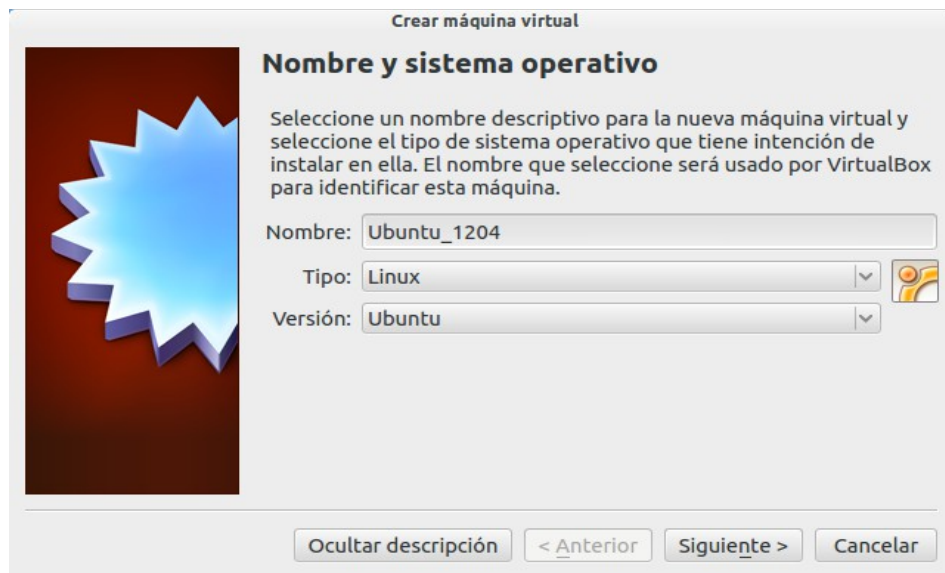 Crear máquina virtual
Nombre y sistema operativo
Seleccione un nombre descriptivo para la nueva máquina virtual y
seleccione el tipo de sistema operativo que tiene intención de
instalar en ella. El nombre que seleccione será usado por VirtualBox
para identificar esta máquina.
Nombre: Ubuntu_1204
Tipo: Linux
Versión: Ubuntu
Ocultar descripción < Anterior Siguiente > Cancelar